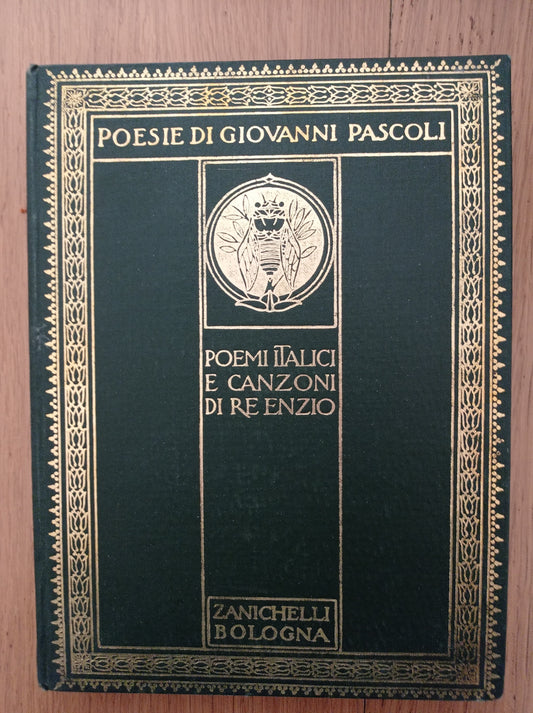 POESIE DI GIOVANNI PASCOLI
POEMI ITALICI
E CANZONI
DI RE ENZIO
ZANICHELLI
BOLOGNA